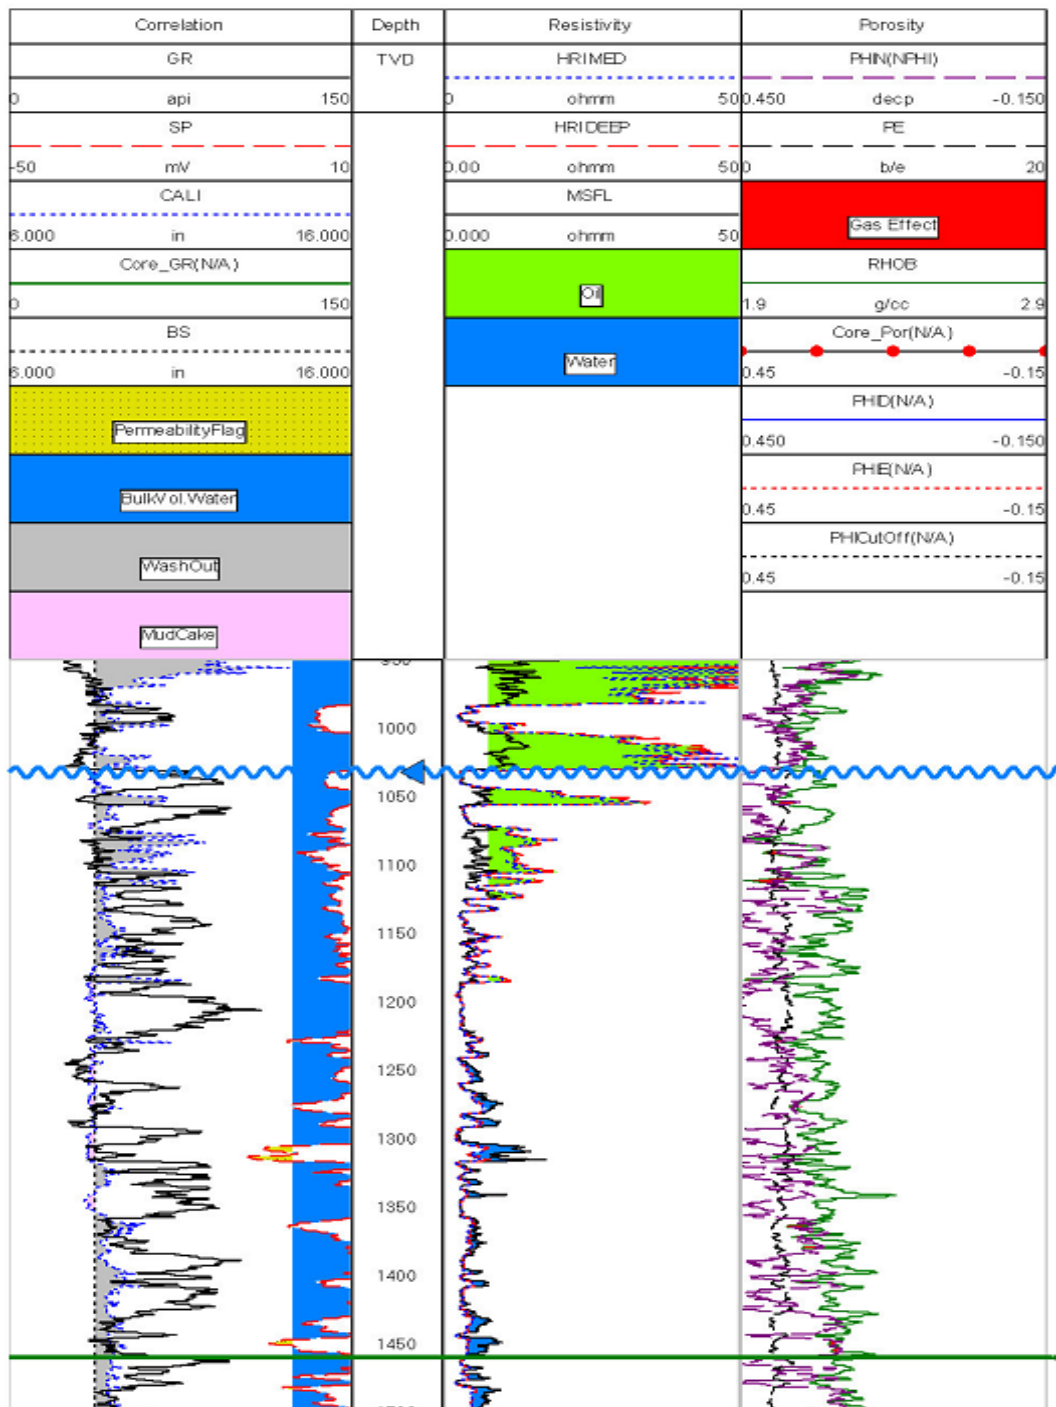 Correlation Depth Resistivity Porosity
GR TVD HRIMED PHIN(NPHI)
0 api 150 0 ohmm 50 0.450 decp -0.150
SP HRIDEEP PE
-50 mV 10 0.00 ohmm 50 0 b/e 20
CALI MSFL
6.000 in 16.000 0.000 ohmm 50 Gas Effect
Core_GR(N/A) RHOB
0 150 Oil 1.9 g/cc 2.9
BS Core_Por(N/A)
6.000 in 16.000 Water 0.45 -0.15
PHID(N/A)
PermeabilityFlag 0.450 -0.150
PHIE(N/A)
BulkVol.Water 0.45 -0.15
PHICutOff(N/A)
WashOut 0.45 -0.15
MudCake
1000
1050
1100
1150
1200
1250
1300
1350
1400
1450